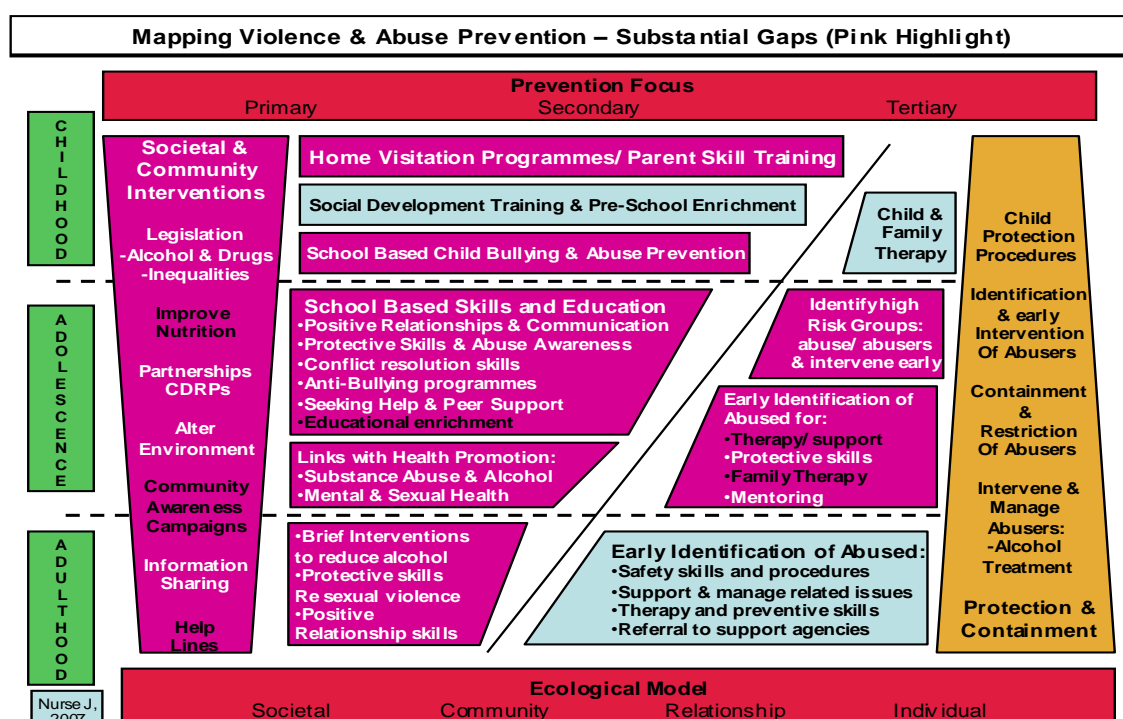 Mapping Violence & Abuse Prevention – Substantial Gaps (Pink Highlight)
Prevention Focus
Primary Secondary Tertiary
CHILDHOOD
Societal &
Community
Interventions
Legislation
-Alcohol & Drugs
-Inequalities
Improve
Nutrition
Partnerships
CDRPs
Alter
Environment
Community
Awareness
Campaigns
Information
Sharing
Help
Lines
Home Visitation Programmes/ Parent Skill Training
Social Development Training & Pre-School Enrichment
School Based Child Bullying & Abuse Prevention
Child &
Family
Therapy
ADOLESCENCE
School Based Skills and Education
•Positive Relationships & Communication
•Protective Skills & Abuse Awareness
•Conflict resolution skills
•Anti-Bullying programmes
•Seeking Help & Peer Support
•Educational enrichment
Identify high
Risk Groups:
abuse/ abusers
& intervene early
Links with Health Promotion:
•Substance Abuse & Alcohol
•Mental & Sexual Health
Early Identification of
Abused for:
•Therapy/ support
•Protective skills
•Family Therapy
•Mentoring
ADULTHOOD
•Brief Interventions
to reduce alcohol
•Protective skills
Re sexual violence
•Positive
Relationship skills
Early Identification of Abused:
•Safety skills and procedures
•Support & manage related issues
•Therapy and preventive skills
•Referral to support agencies
Child
Protection
Procedures
Identification
& early
Intervention
Of Abusers
Containment
&
Restriction
Of Abusers
Intervene &
Manage
Abusers:
-Alcohol
Treatment
Protection &
Containment
Nurse J,
2007
Ecological Model
Societal Community Relationship Individual